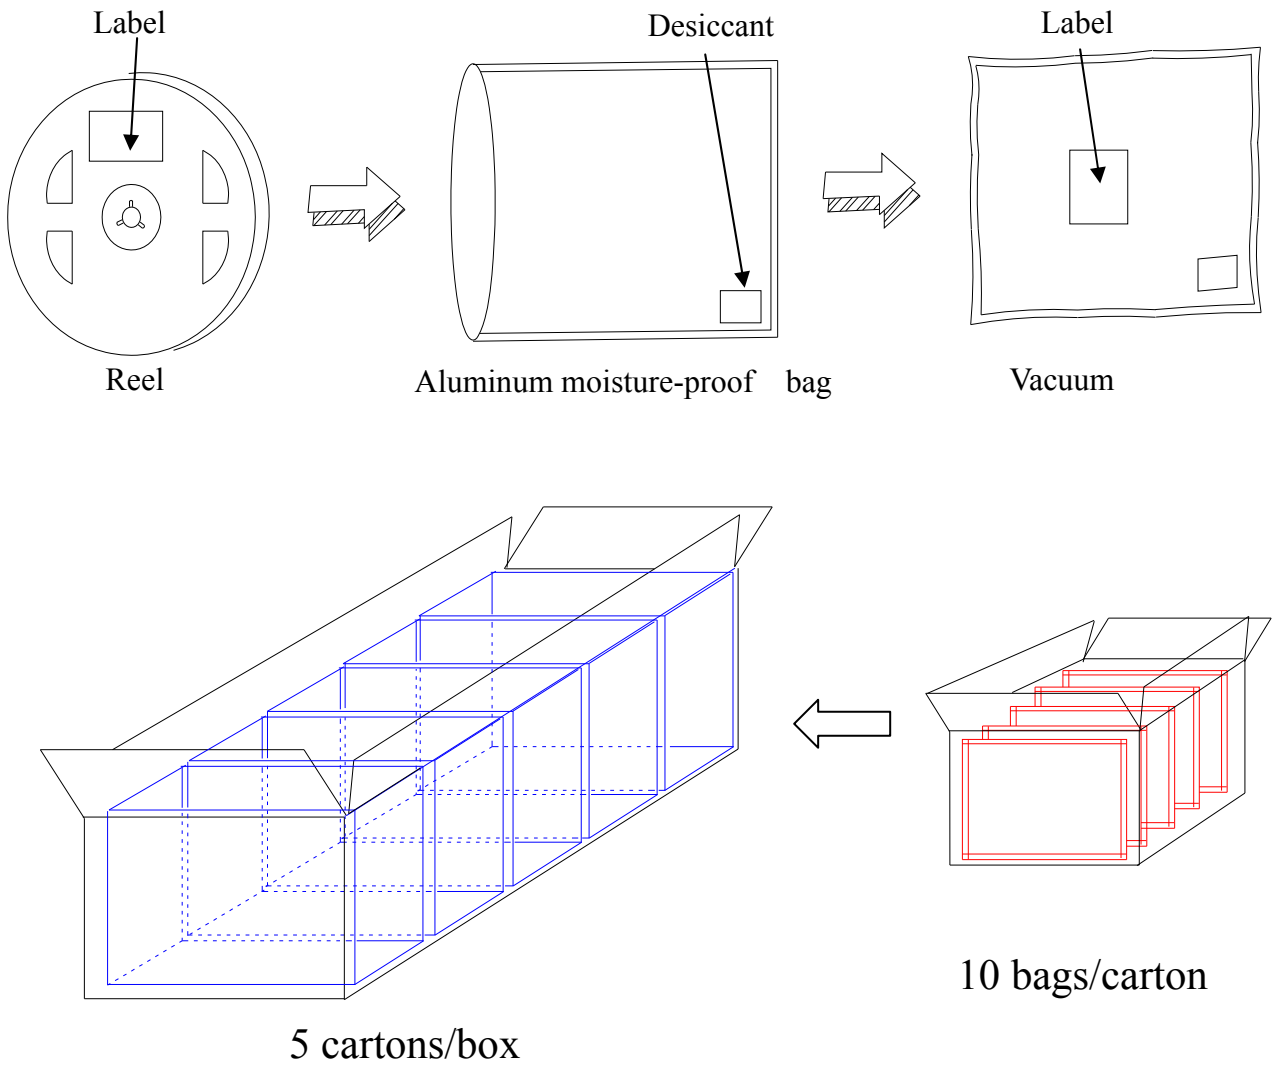 Label
Desiccant
Label
Reel
Aluminum moisture-proof bag
Vacuum
10 bags/carton
5 cartons/box